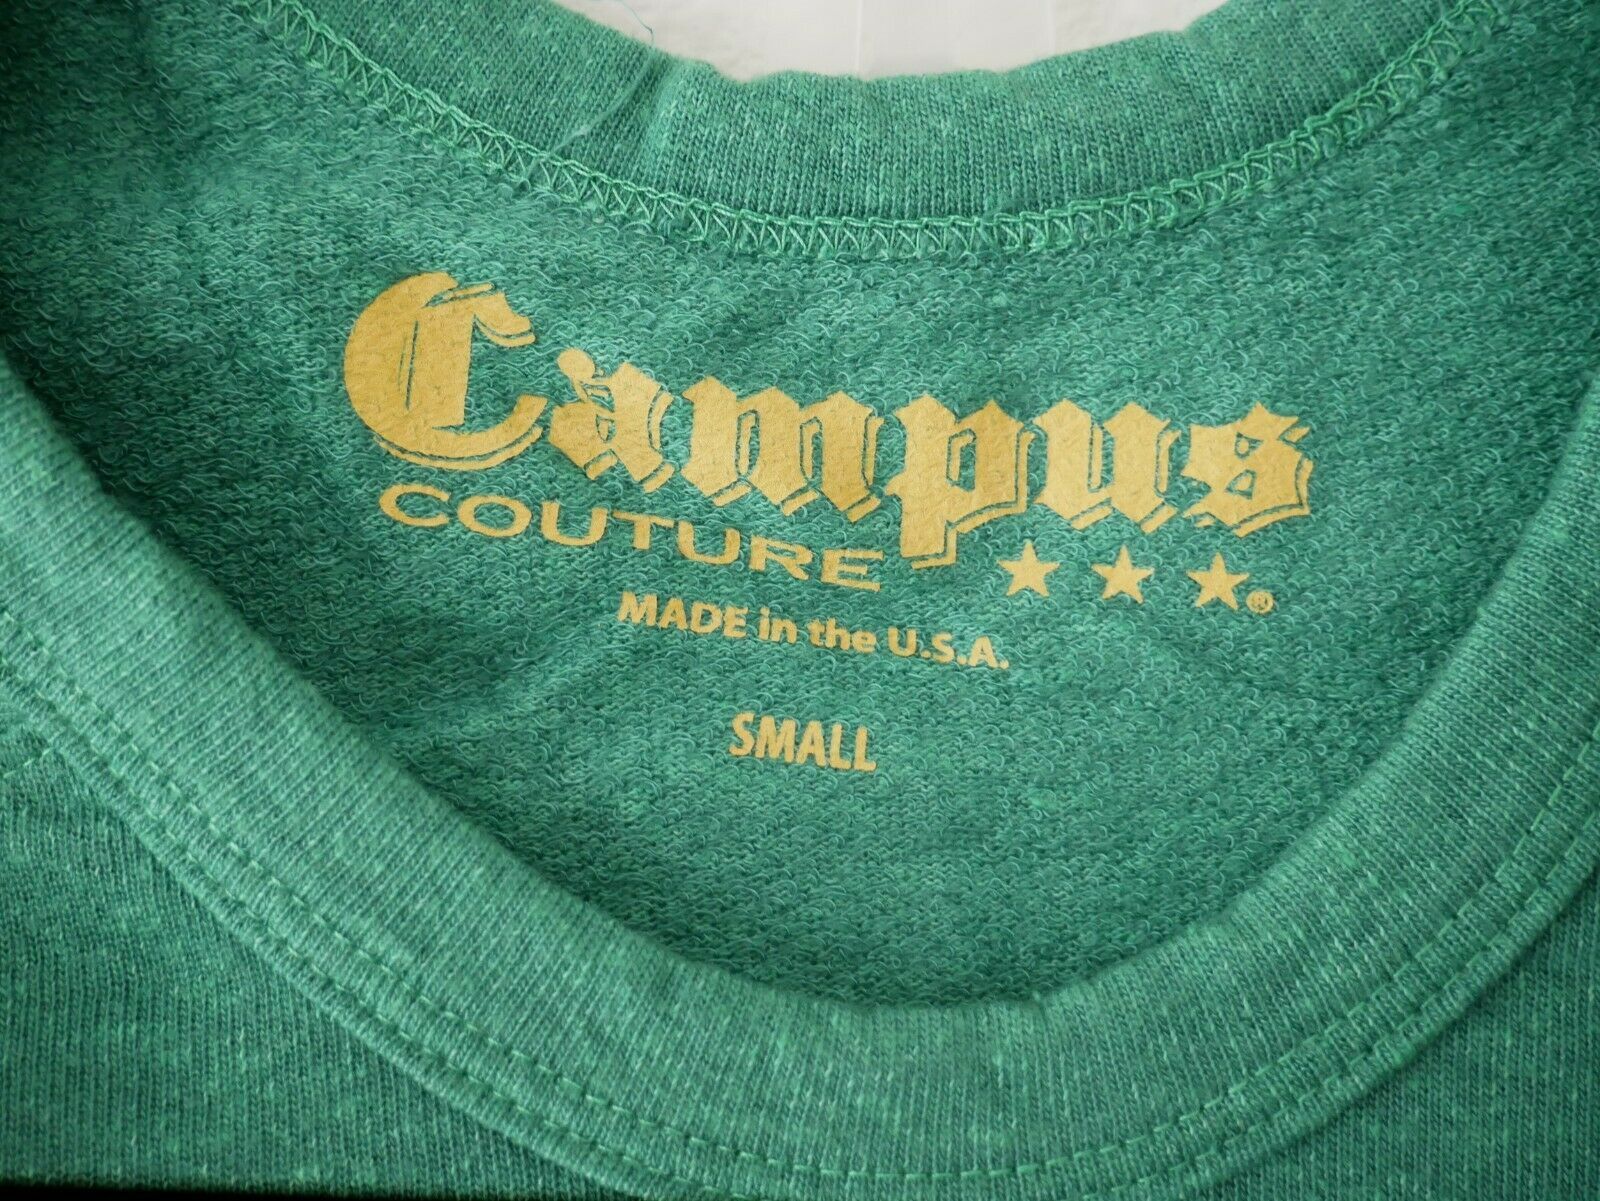 Campus
COUTURE ★ ★ ★®
MADE in the U.S.A.
SMALL